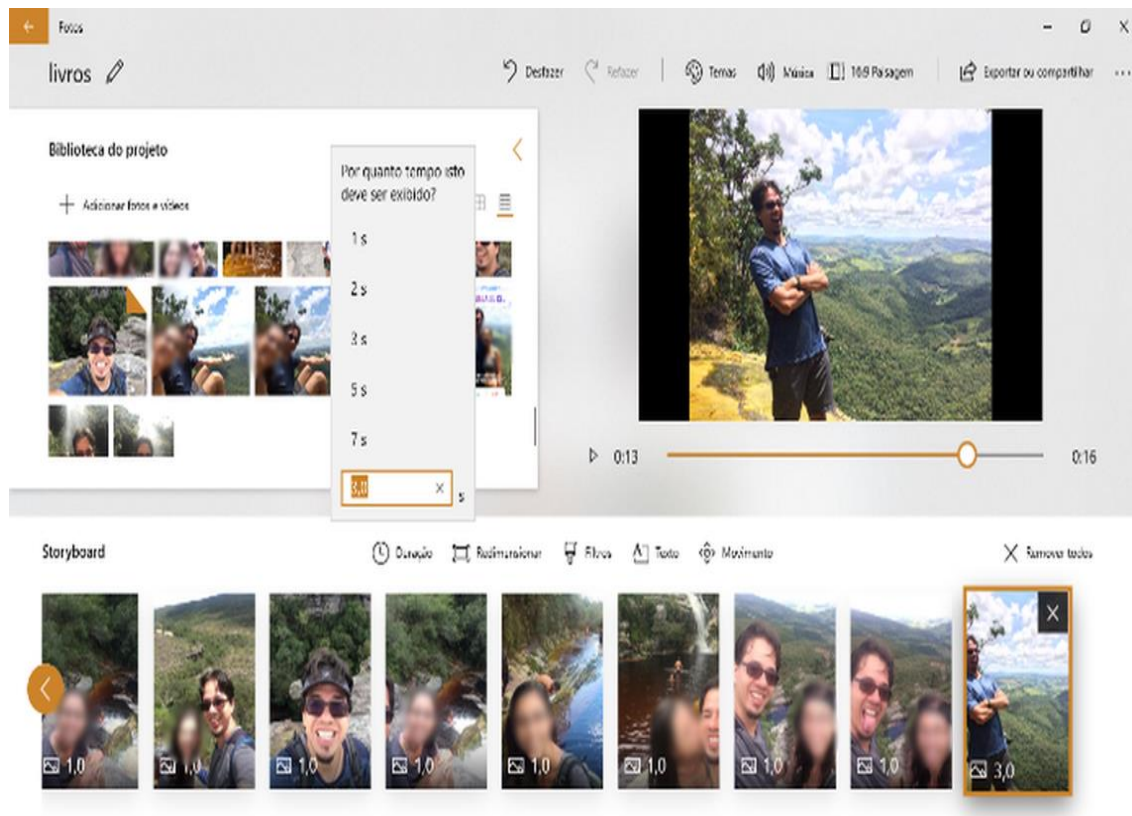 Fotos
livros
Desfazer
Refazer
Temas
Música
16:9 Paisagem
Exportar ou compartilhar
Biblioteca do projeto
Adicionar fotos e vídeos
Por quanto tempo isto
deve ser exibido?
1 s
2 s
3 s
5 s
7 s
3,0
s
0:13
0:16
Storyboard
Duração
Redimensionar
Filtros
Texto
Movimento
Remover todos
1,0
1,0
1,0
1,0
1,0
1,0
1,0
1,0
3,0